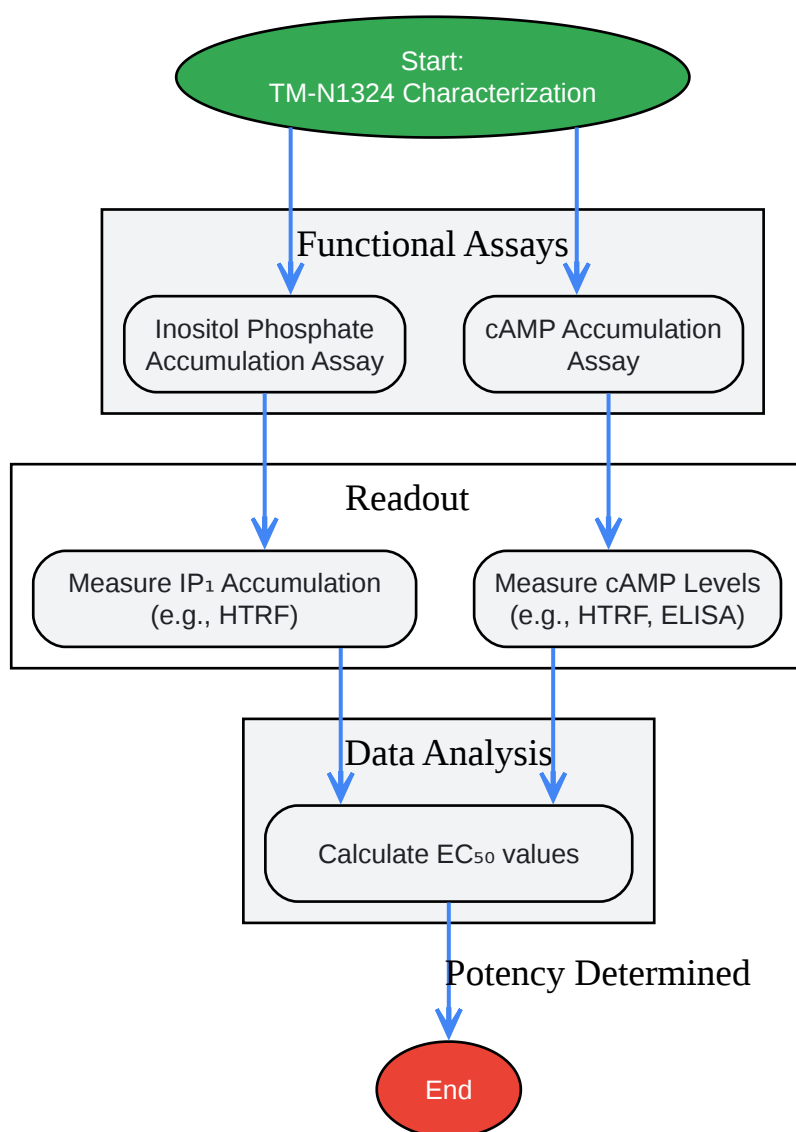 Start:
TM-N1324 Characterization
Functional Assays
Inositol Phosphate
Accumulation Assay
cAMP Accumulation
Assay
Readout
Measure IP₁ Accumulation
(e.g., HTRF)
Measure cAMP Levels
(e.g., HTRF, ELISA)
Data Analysis
Calculate EC₅₀ values
Potency Determined
End